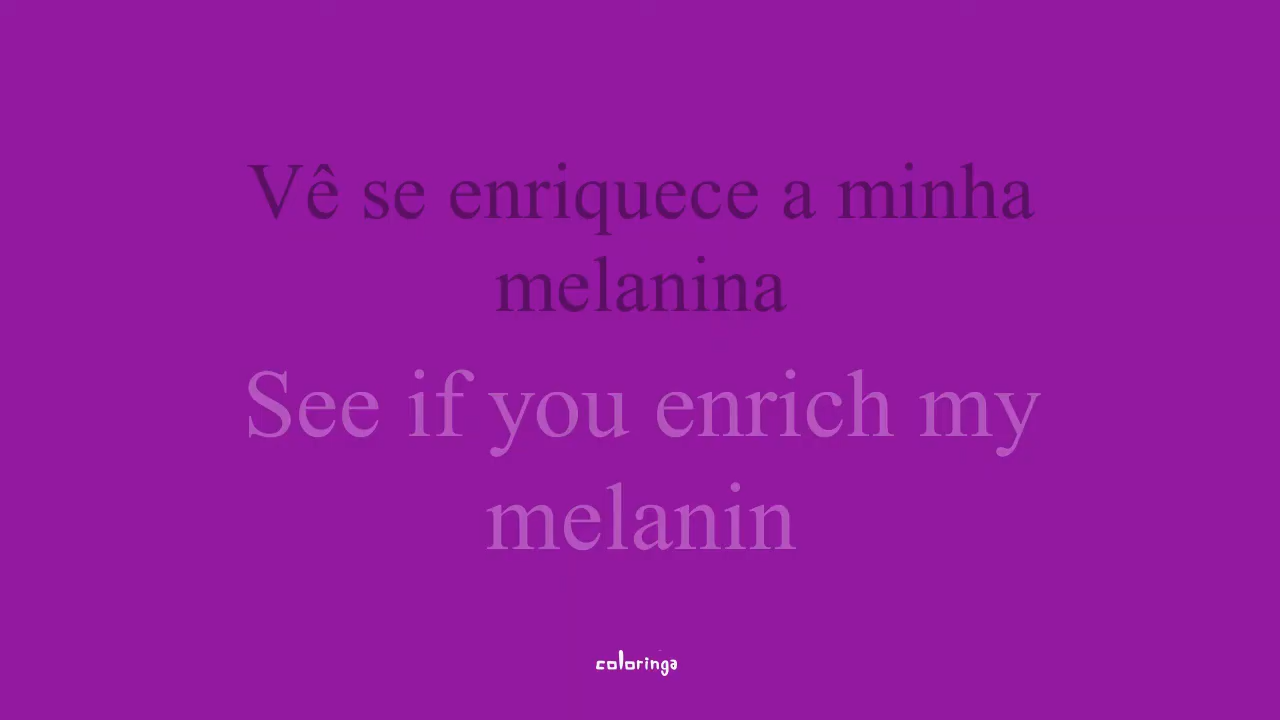 Vê se enriquece a minha
melanina
See if you enrich my
melanin
coloringa